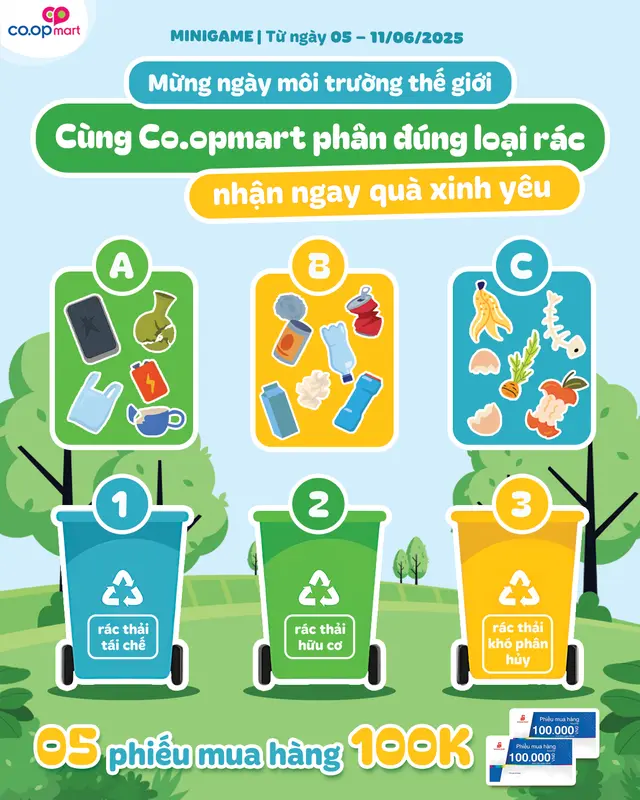 co.opmart
MINIGAME | Từ ngày 05 – 11/06/2025
Mừng ngày môi trường thế giới
Cùng Co.opmart phân đúng loại rác
nhận ngay quà xinh yêu
A
B
C
1
2
3
rác thải
tái chế
rác thải
hữu cơ
rác thải
khó phân
hủy
05 phiếu mua hàng 100K
Phiếu mua hàng
100.000
Phiếu mua hàng
100.000